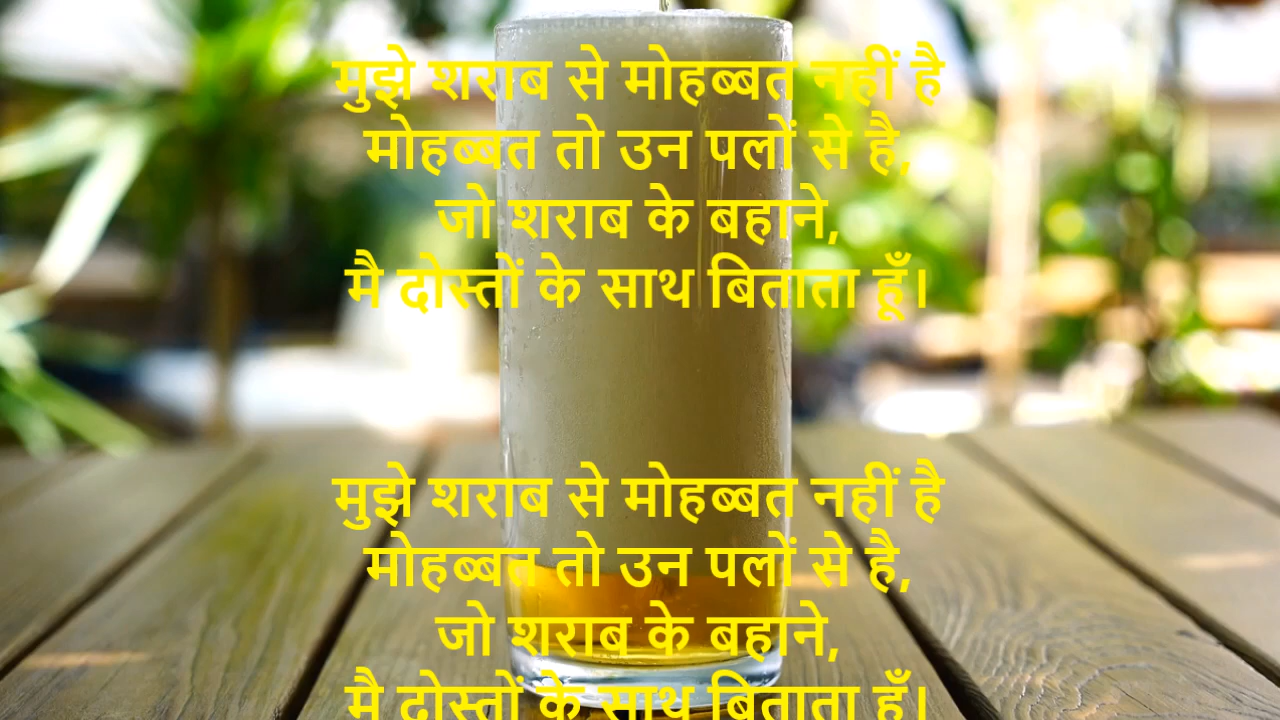 मुझे शराब से मोहब्बत नहीं है
मोहब्बत तो उन पलों से है,
जो शराब के बहाने,
मै दोस्तों के साथ बिताता हूँ।
मुझे शराब से मोहब्बत नहीं है
मोहब्बत तो उन पलों से है,
जो शराब के बहाने,
मै दोस्तों के साथ बिताता हूँ।